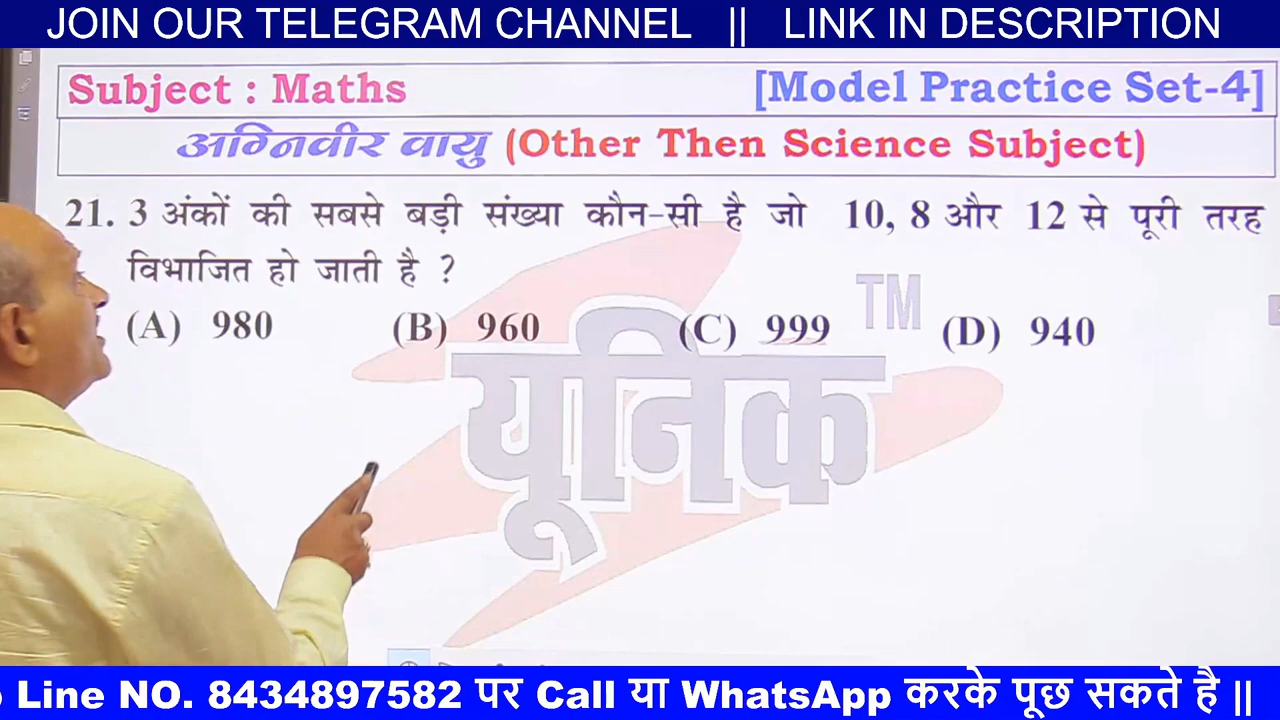 JOIN OUR TELEGRAM CHANNEL || LINK IN DESCRIPTION
Subject : Maths [Model Practice Set-4]
अग्निवीर वायु (Other Then Science Subject)
21. 3 अंकों की सबसे बड़ी संख्या कौन-सी है जो 10, 8 और 12 से पूरी तरह
विभाजित हो जाती है ?
(A) 980 (B) 960 (C) 999 (D) 940
TM
यूनिक
Line NO. 8434897582 पर Call या WhatsApp करके पूछ सकते है ||